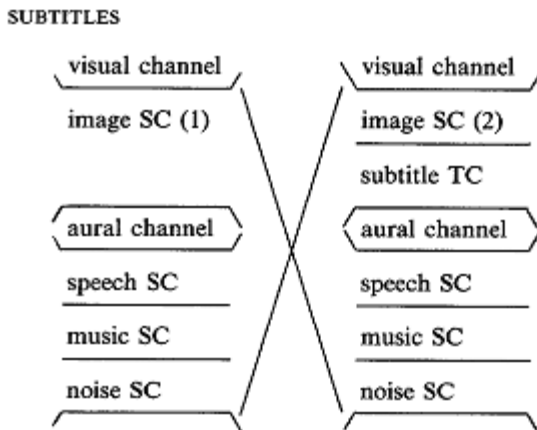 SUBTITLES
visual channel
image SC (1)
aural channel
speech SC
music SC
noise SC
visual channel
image SC (2)
subtitle TC
aural channel
speech SC
music SC
noise SC